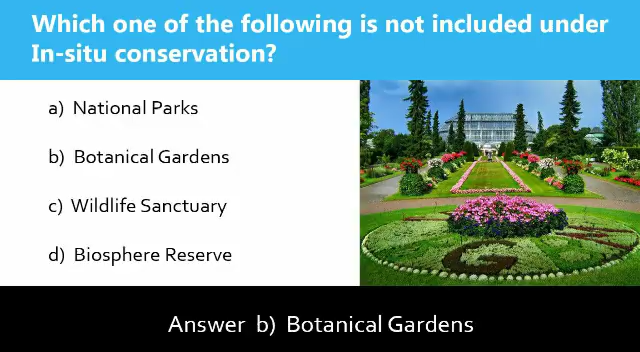 Which one of the following is not included under
In-situ conservation?
a) National Parks
b) Botanical Gardens
c) Wildlife Sanctuary
d) Biosphere Reserve
Answer b) Botanical Gardens